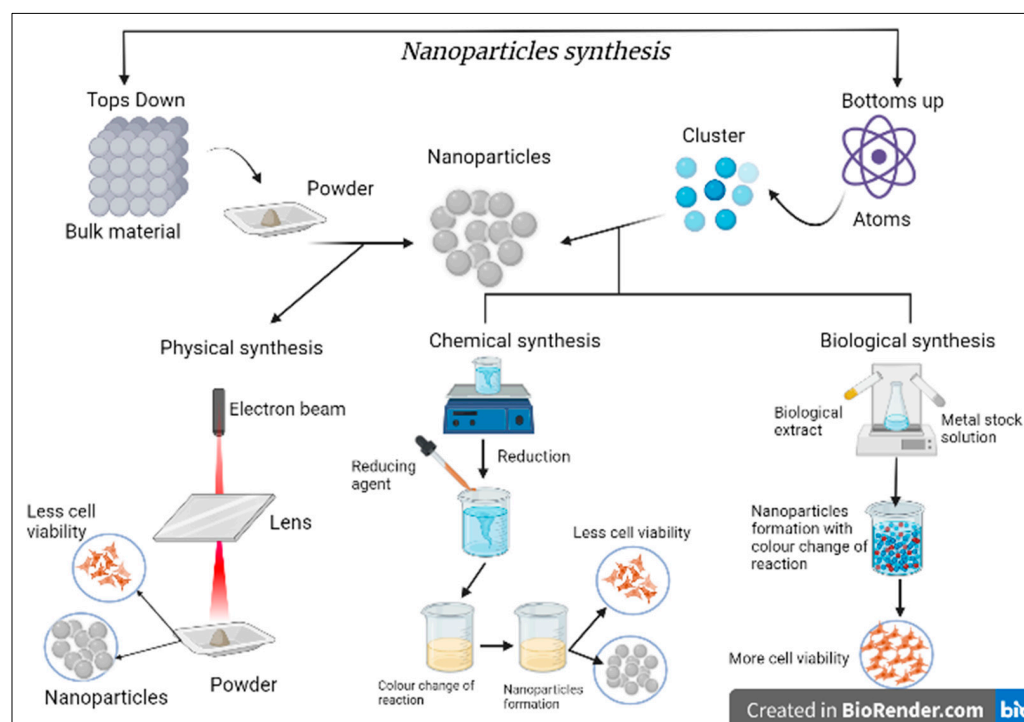 Nanoparticles synthesis
Tops Down
Bulk material
Powder
Nanoparticles
Cluster
Bottoms up
Atoms
Physical synthesis
Electron beam
Lens
Less cell
viability
Nanoparticles
Powder
Chemical synthesis
Reduction
Reducing
agent
Less cell viability
Colour change of
reaction
Nanoparticles
formation
Biological synthesis
Biological
extract
Metal stock
solution
Nanoparticles
formation with
colour change of
reaction
More cell viability
Created in BioRender.com